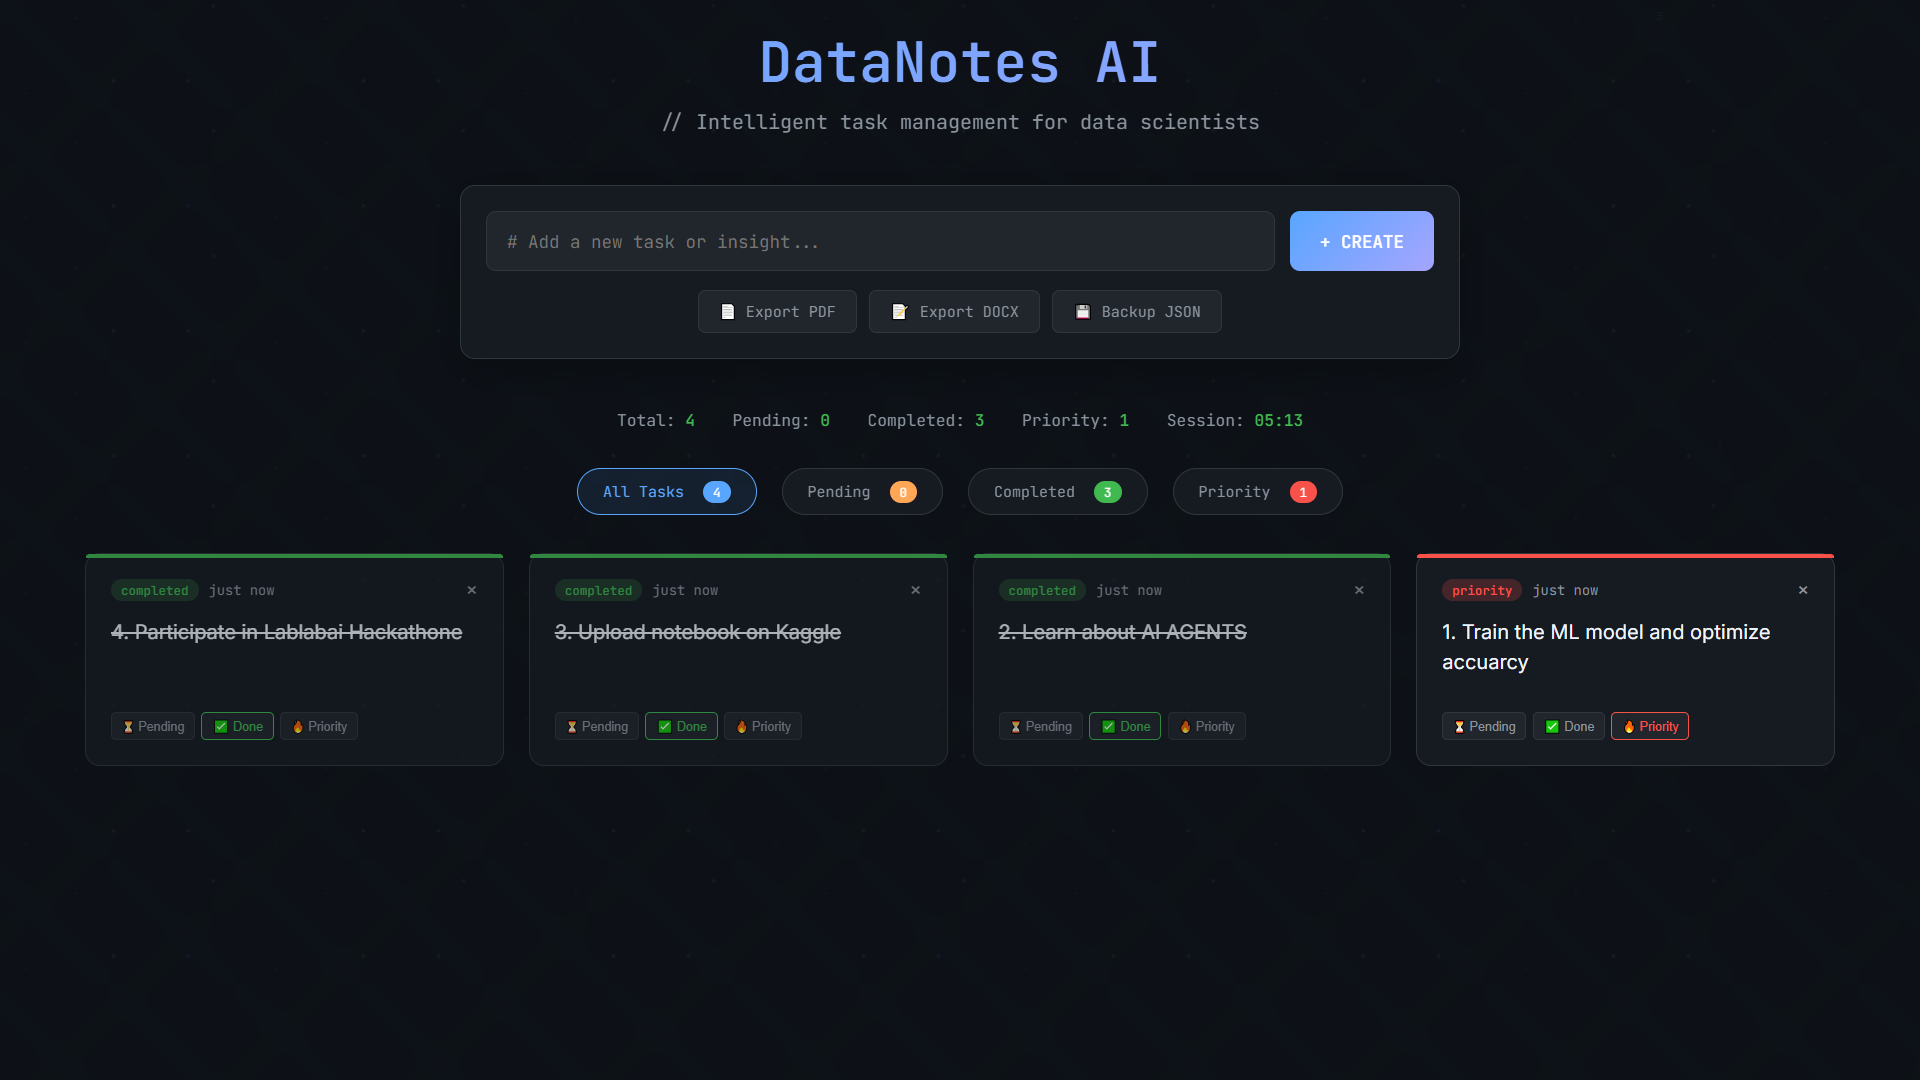 DataNotes AI
// Intelligent task management for data scientists
# Add a new task or insight...
+ CREATE
Export PDF
Export DOCX
Backup JSON
Total: 4 Pending: 0 Completed: 3 Priority: 1 Session: 05:13
All Tasks 4
Pending 0
Completed 3
Priority 1
completed just now ×
4. Participate in Lablabai Hackathone
Pending Done Priority
completed just now ×
3. Upload notebook on Kaggle
Pending Done Priority
completed just now ×
2. Learn about AI AGENTS
Pending Done Priority
priority just now ×
1. Train the ML model and optimize
accuarcy
Pending Done Priority